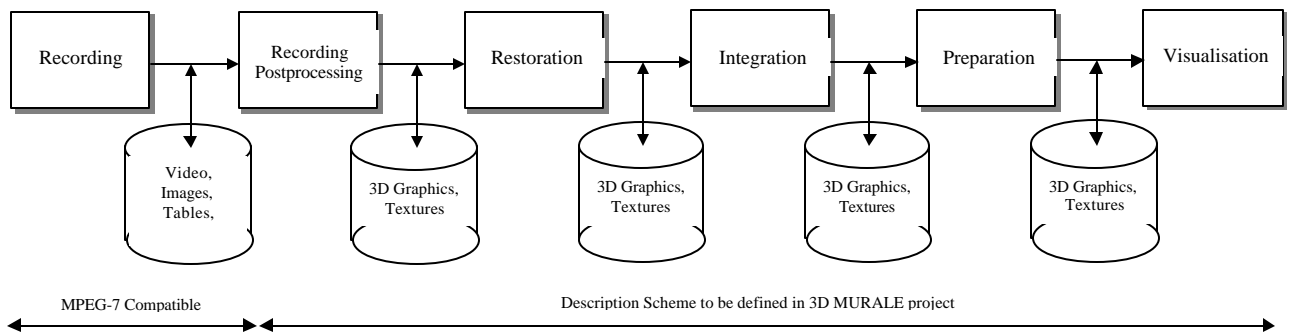 Recording
Recording
Postprocessing
Restoration
Integration
Preparation
Visualisation
Video,
Images,
Tables,
3D Graphics,
Textures
3D Graphics,
Textures
3D Graphics,
Textures
3D Graphics,
Textures
MPEG-7 Compatible
Description Scheme to be defined in 3D MURALE project